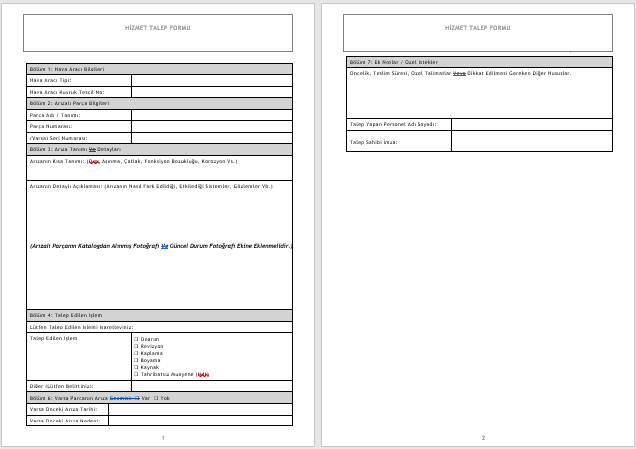 HİZMET TALEP FORMU
Bölüm 1: Hava Aracı Bilgileri
Hava Aracı Tipi:
Hava Aracı Kuyruk Tescil No:
Bölüm 2: Arızalı Parça Bilgileri
Parça Adı / Tanımı:
Parça Numarası:
(Varsa) Seri Numarası:
Bölüm 3: Arıza Tanımı Ve Detayları
Arızanın Kısa Tanımı: (Örn: Aşınma, Çatlak, Fonksiyon Bozukluğu, Korozyon Vs.)
Arızanın Detaylı Açıklaması: (Arızanın Nasıl Fark Edildiği, Etkilediği Sistemler, Gözlemler Vb.)
(Arızalı Parçanın Katalogdan Alınmış Fotoğrafı Ve Güncel Durum Fotoğrafı Ekine Eklenmelidir.)
Bölüm 4: Talep Edilen İşlem
Lütfen Talep Edilen İşlemi İşaretleyiniz:
Talep Edilen İşlem
☐ Onarım
☐ Revizyon
☐ Kaplama
☐ Boyama
☐ Kaynak
☐ Tahribatsız Muayene
Diğer (Lütfen Belirtiniz):
Bölüm 6: Varsa Parçanın Arıza Geçmişi ☐ Var ☐ Yok
Varsa Önceki Arıza Tarihi:
Varsa Önceki Arıza Nedeni:
1
HİZMET TALEP FORMU
Bölüm 7: Ek Notlar / Özel İstekler
Öncelik, Teslim Süresi, Özel Talimatlar Veya Dikkat Edilmesi Gereken Diğer Hususlar.
Talep Yapan Personel Adı Soyadı:
Talep Sahibi İmza:
2